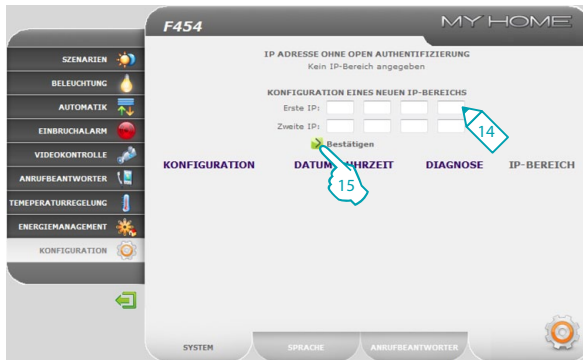 F454
MY HOME
SZENARIEN
BELEUCHTUNG
AUTOMATIK
EINBRUCHALARM
VIDEOKONTROLLE
ANRUFBEANTWORTER
TEMEPERATURREGELUNG
ENERGIEMANAGEMENT
KONFIGURATION
IP ADRESSE OHNE OPEN AUTHENTIFIZIERUNG
Kein IP-Bereich angegeben
KONFIGURATION EINES NEUEN IP-BEREICHS
Erste IP:
14
Zweite IP:
Bestätigen
15
KONFIGURATION DATUM UHRZEIT DIAGNOSE IP-BEREICH
SYSTEM SPRACHE ANRUFBEANTWORTER